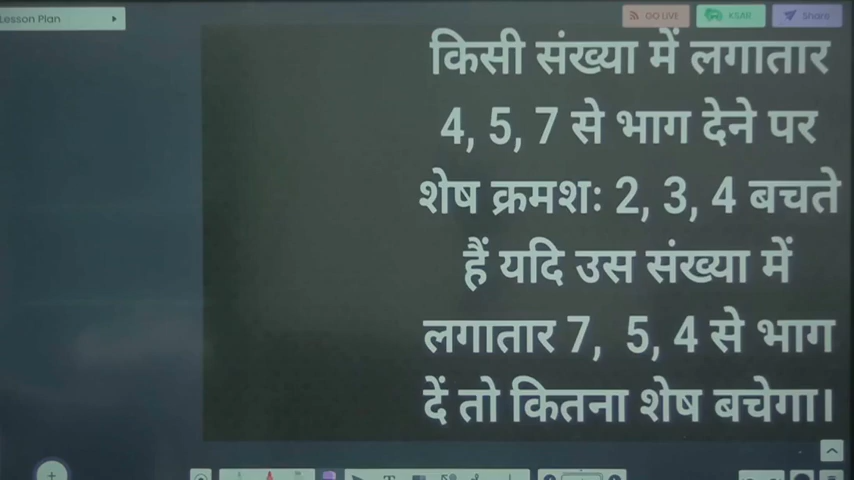 Lesson Plan
GO LIVE
Share
किसी संख्या में लगातार
4, 5, 7 से भाग देने पर
शेष क्रमशः 2, 3, 4 बचते
हैं यदि उस संख्या में
लगातार 7, 5, 4 से भाग
दें तो कितना शेष बचेगा।